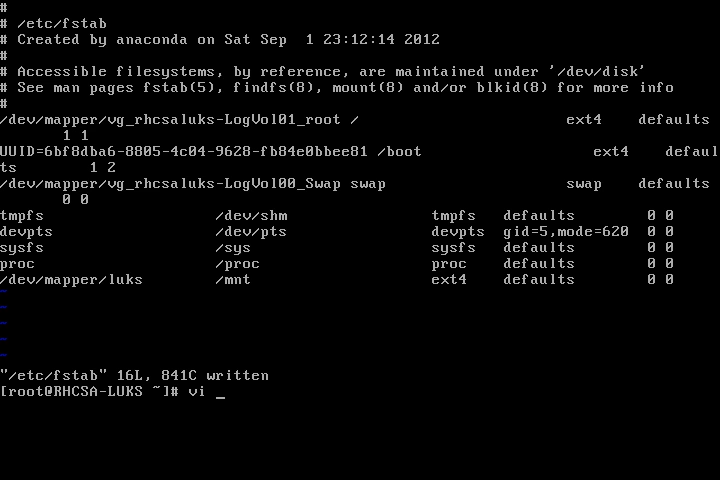 #
# /etc/fstab
# Created by anaconda on Sat Sep  1 23:12:14 2012
#
# Accessible filesystems, by reference, are maintained under '/dev/disk'
# See man pages fstab(5), findfs(8), mount(8) and/or blkid(8) for more info
#
/dev/mapper/vg_rhcsaluks-LogVol01_root /                       ext4    defaults
       1 1
UUID=6bf8dba6-8805-4c04-9628-fb84e0bbee81 /boot                   ext4    defaul
ts        1 2
/dev/mapper/vg_rhcsaluks-LogVol00_Swap swap                    swap    defaults
       0 0
tmpfs                   /dev/shm                tmpfs   defaults        0 0
devpts                  /dev/pts                devpts  gid=5,mode=620  0 0
sysfs                   /sys                    sysfs   defaults        0 0
proc                    /proc                   proc    defaults        0 0
/dev/mapper/luks        /mnt                    ext4    defaults        0 0
~
~
~
~
~
"/etc/fstab" 16L, 841C written
[root@RHCSA-LUKS ~]# vi _